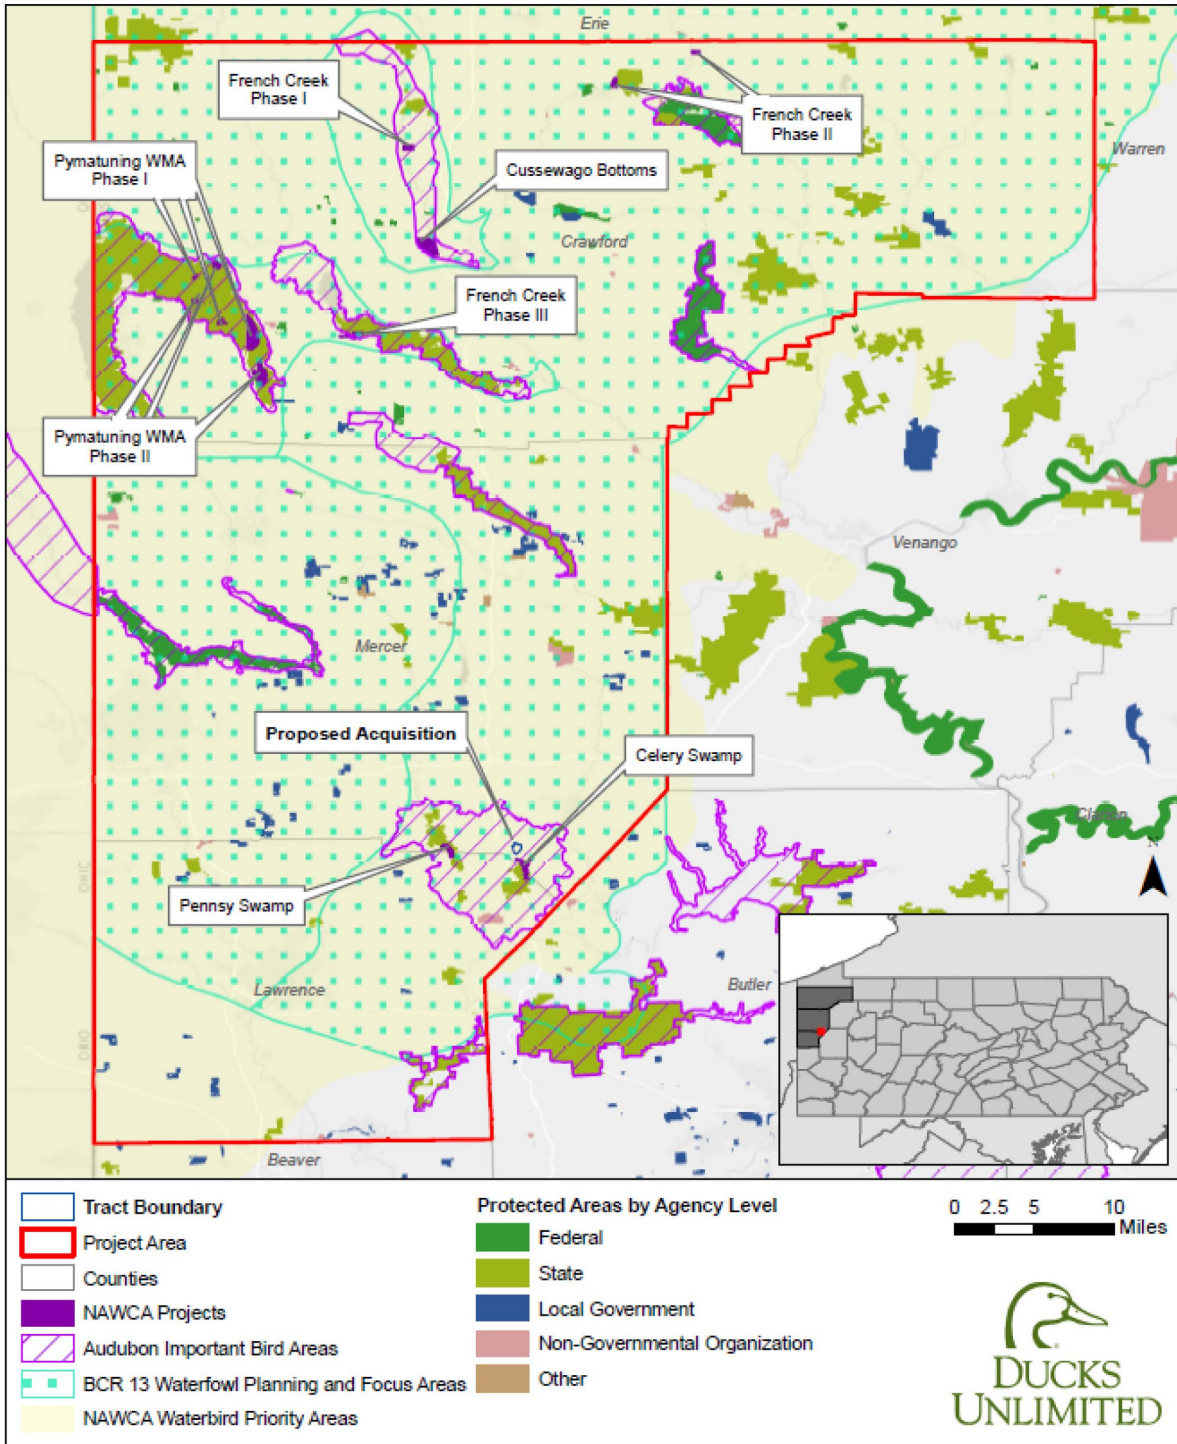 Erie
French Creek
Phase I
French Creek
Phase II
Warren
Pymatuning WMA
Phase I
Cussewago Bottoms
Crawford
French Creek
Phase III
Pymatuning WMA
Phase II
Venango
Mercer
Proposed Acquisition
Celery Swamp
Clarion
N
OHIO
Pennsy Swamp
Lawrence
Butler
OHIO
Beaver
Tract Boundary
Project Area
Counties
NAWCA Projects
Audubon Important Bird Areas
BCR 13 Waterfowl Planning and Focus Areas
NAWCA Waterbird Priority Areas
Protected Areas by Agency Level
Federal
State
Local Government
Non-Governmental Organization
Other
0 2.5 5 10
Miles
DUCKS
UNLIMITED